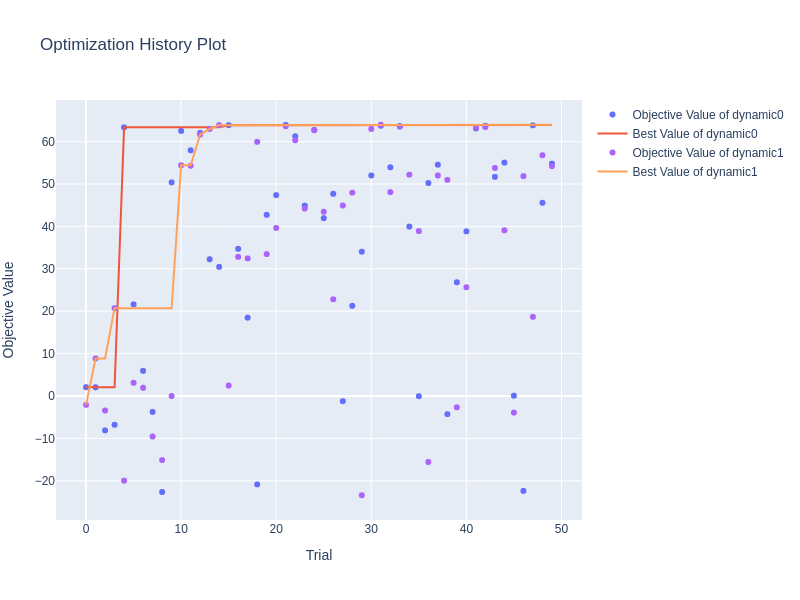 Optimization History Plot
Objective Value of dynamic0
Best Value of dynamic0
Objective Value of dynamic1
Best Value of dynamic1
Objective Value
60
50
40
30
20
10
0
−10
−20
0 10 20 30 40 50
Trial